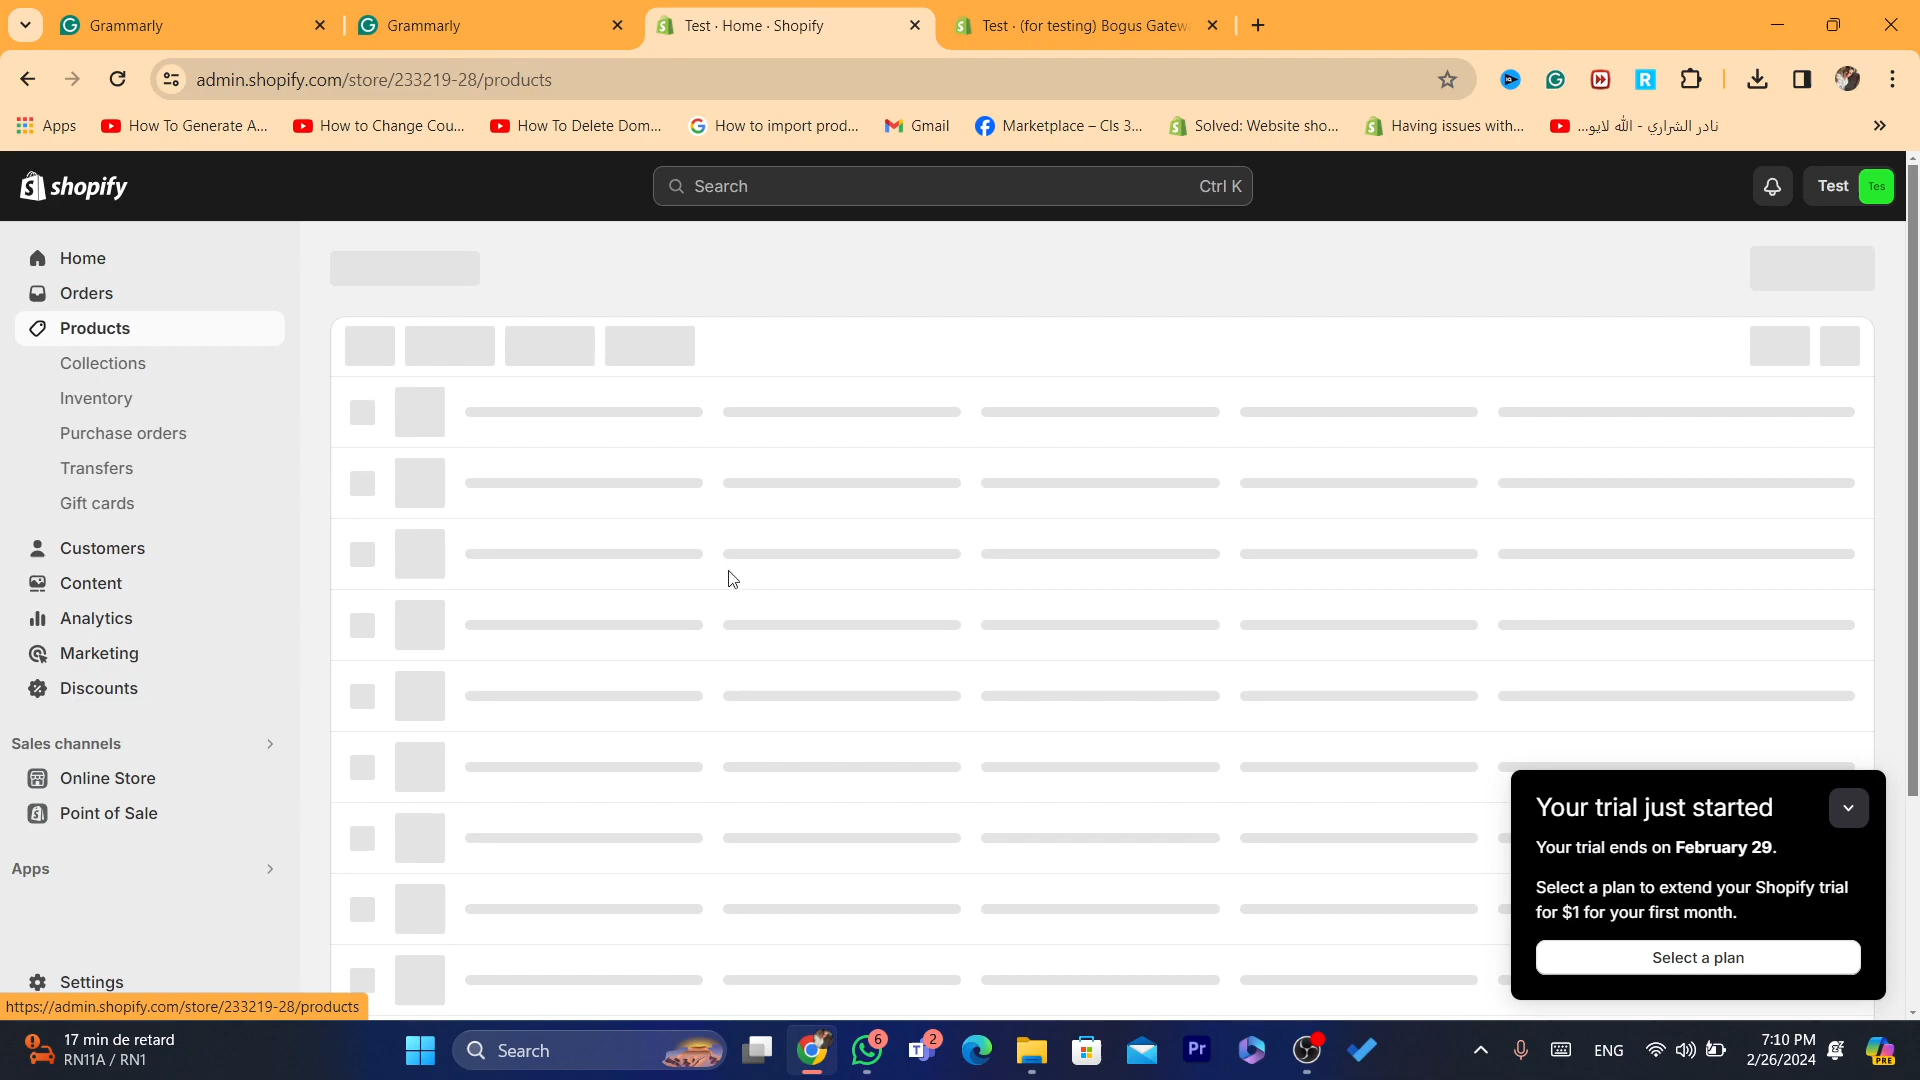 Grammarly
Grammarly
Test · Home · Shopify
Test · (for testing) Bogus Gatew
admin.shopify.com/store/233219-28/products
Apps
How To Generate A...
How to Change Cou...
How To Delete Dom...
How to import prod...
Gmail
Marketplace – Cls 3...
Solved: Website sho...
Having issues with...
نادر الشراري - الله لايو...
shopify
Search
Ctrl K
Test
Tes
Home
Orders
Products
Collections
Inventory
Purchase orders
Transfers
Gift cards
Customers
Content
Analytics
Marketing
Discounts
Sales channels
Online Store
Point of Sale
Apps
Settings
Your trial just started
Your trial ends on February 29.
Select a plan to extend your Shopify trial
for $1 for your first month.
Select a plan
https://admin.shopify.com/store/233219-28/products
17 min de retard
RN11A / RN1
Search
6
2
Pr
ENG
7:10 PM
2/26/2024
PRE